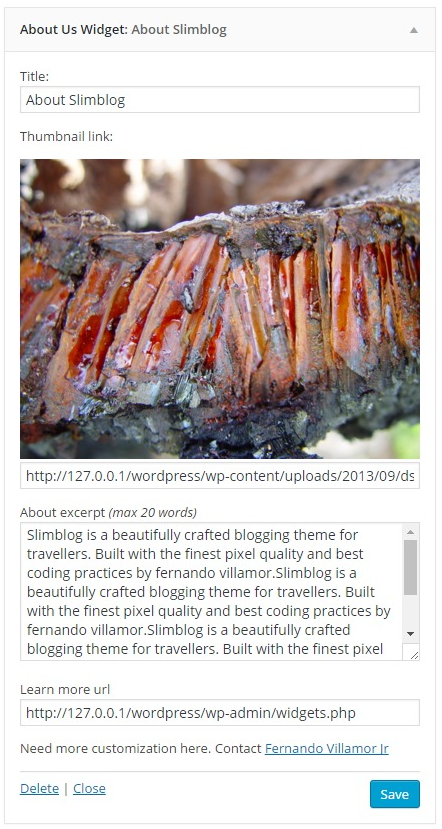 About Us Widget: About Slimblog
Title:
About Slimblog
Thumbnail link:
http://127.0.0.1/wordpress/wp-content/uploads/2013/09/ds
About excerpt (max 20 words)
Slimblog is a beautifully crafted blogging theme for
travellers. Built with the finest pixel quality and best
coding practices by fernando villamor.Slimblog is a
beautifully crafted blogging theme for travellers. Built
with the finest pixel quality and best coding practices by
fernando villamor.Slimblog is a beautifully crafted
blogging theme for travellers. Built with the finest pixel
Learn more url
http://127.0.0.1/wordpress/wp-admin/widgets.php
Need more customization here. Contact Fernando Villamor Jr
Delete | Close
Save